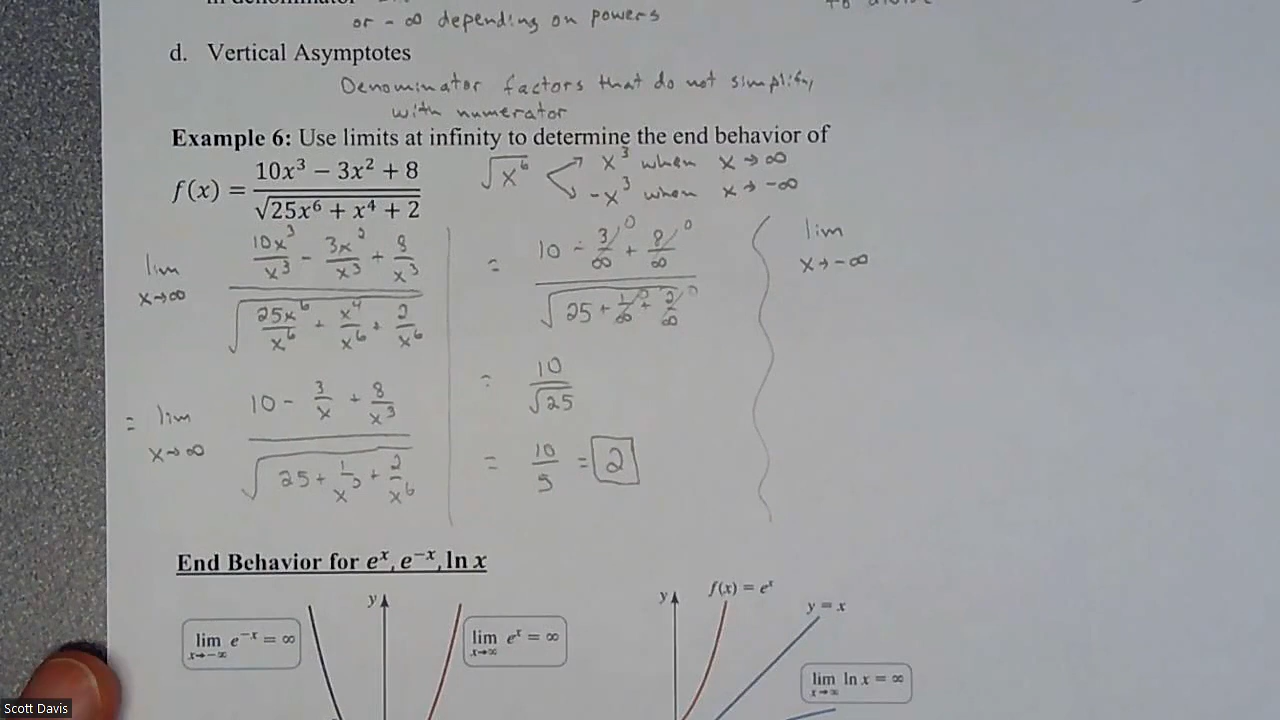 or - ∞ depending on powers
d. Vertical Asymptotes
Denominator factors that do not simplify
with numerator
Example 6: Use limits at infinity to determine the end behavior of
f(x) = (10x³ − 3x² + 8) / √(25x⁶ + x⁴ + 2)
√x⁶ x³ when x → ∞
-x³ when x → -∞
lim x→∞ (10x³/x³ - 3x²/x³ + 8/x³) / √(25x⁶/x⁶ + x⁴/x⁶ + 2/x⁶)
= lim x→∞ (10 - 3/x + 8/x³) / √(25 + 1/x² + 2/x⁶)
= (10 - 3/∞ 0 + 8/∞ 0) / √(25 + 1/∞ 0 + 2/∞ 0)
= 10/√25
= 10/5 = 2
lim x→-∞
End Behavior for eˣ, e⁻ˣ, ln x
lim x→−∞ e⁻ˣ = ∞
y
lim x→∞ eˣ = ∞
y
f(x) = eˣ
y = x
lim x→∞ ln x = ∞
Scott Davis